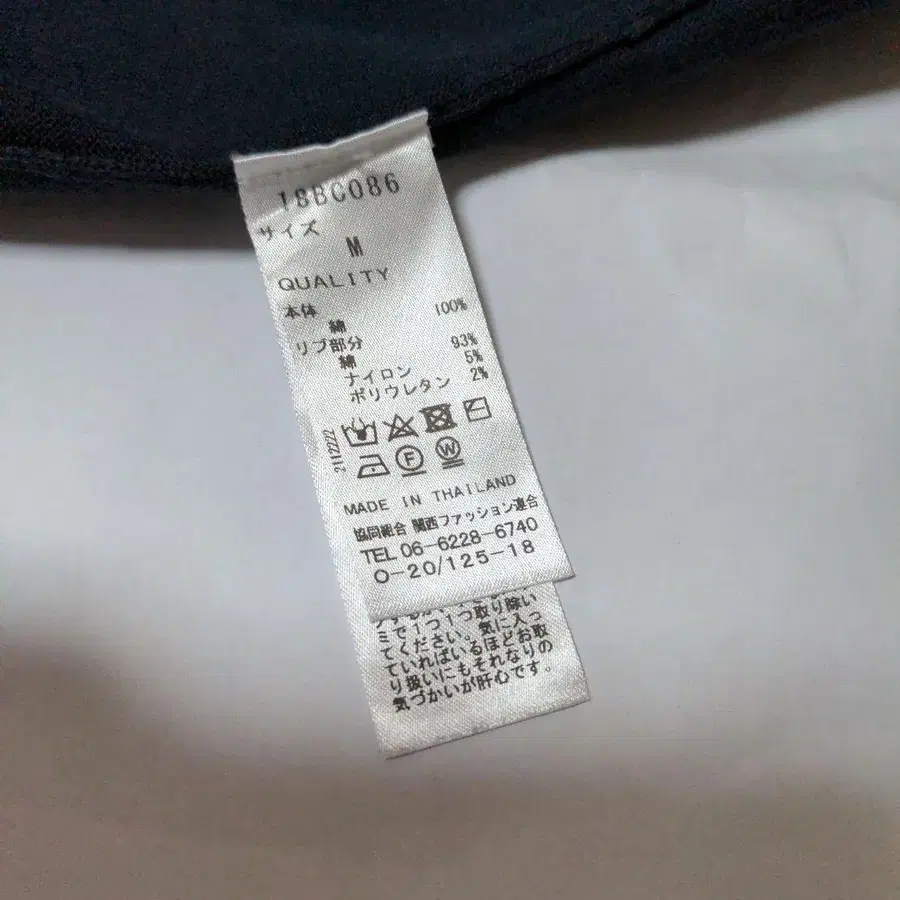 18BC086
サイズ
M
QUALITY
本体
綿 100%
リブ部分
綿 93%
ナイロン 5%
ポリウレタン 2%
F W
MADE IN THAILAND
協同組合 関西ファッション連合
TEL 06-6228-6740
O-20/125-18
ミで1つ1つ取り除い
てください。気に入っ
ていればいるほどお取
り扱いにもそれなりの
気づかいが肝心です。